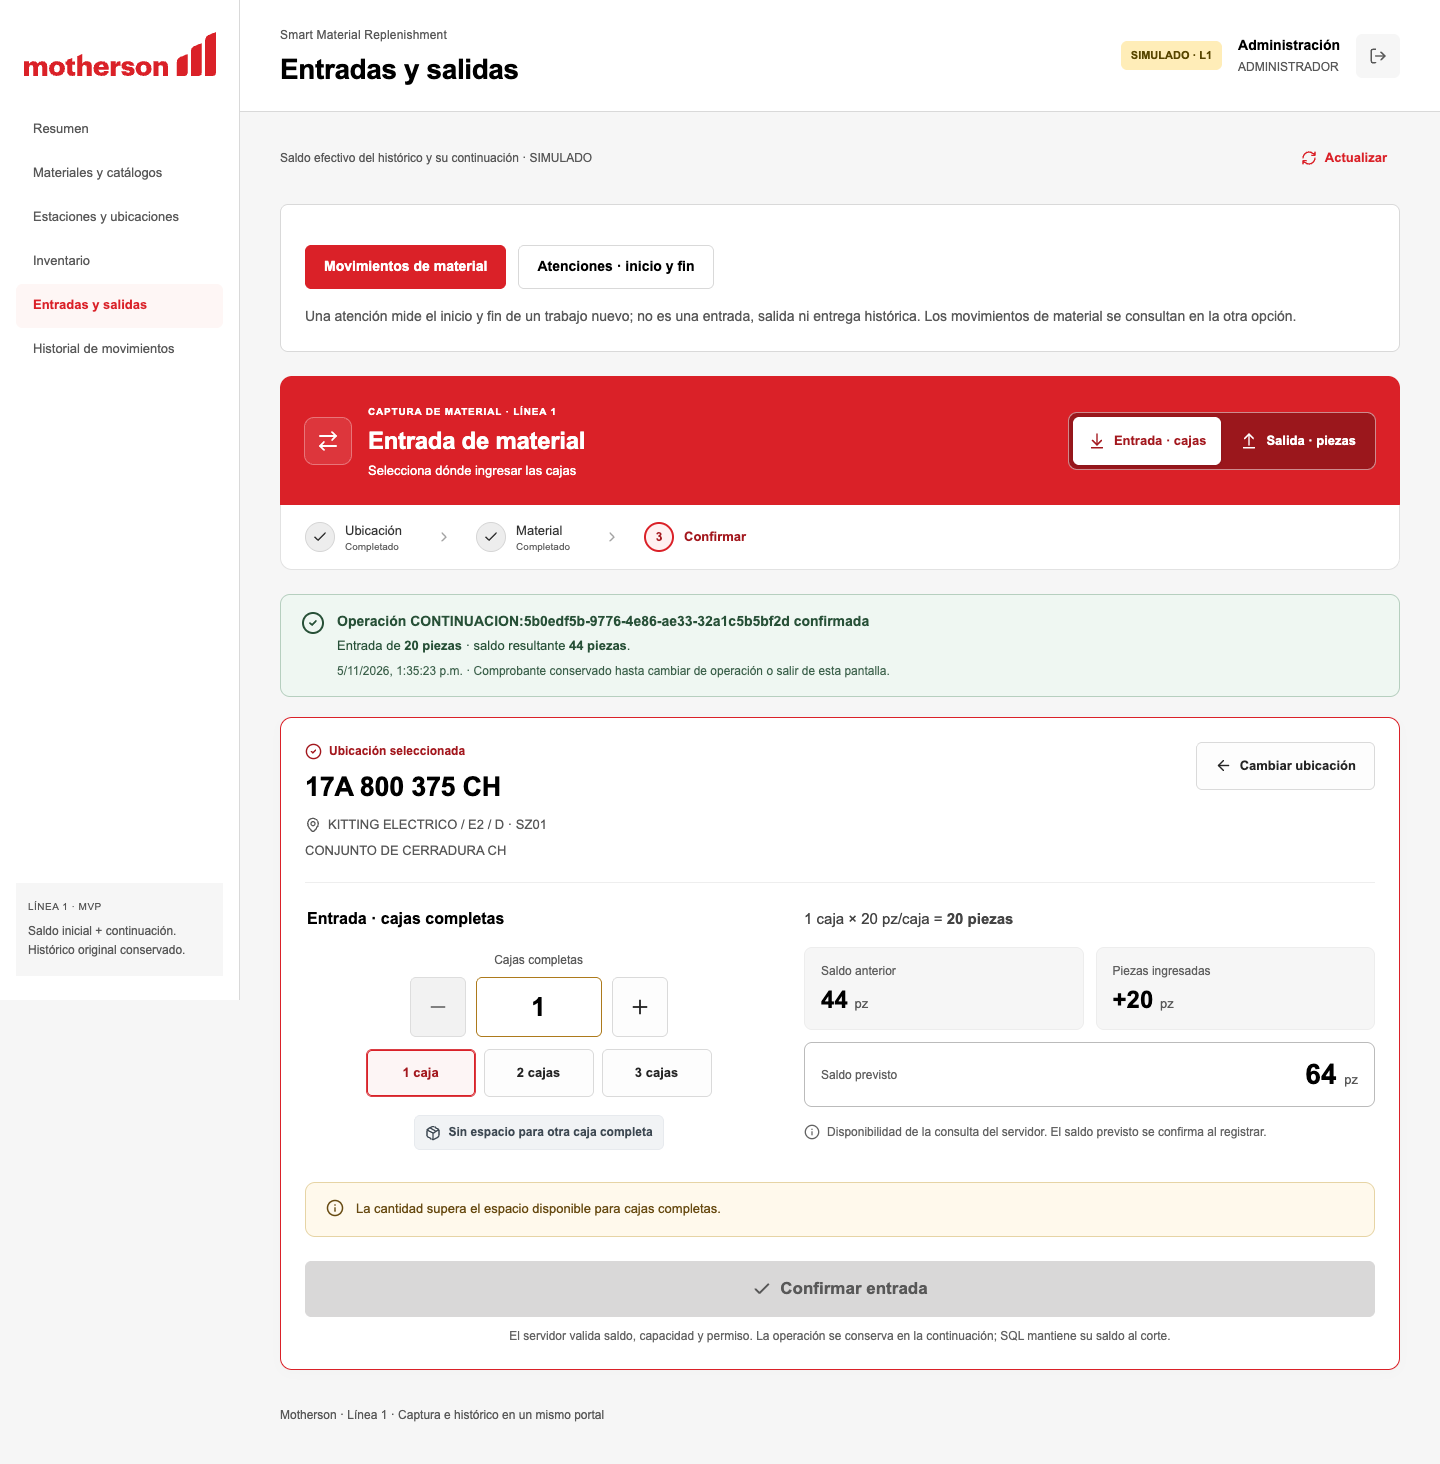 motherson
Resumen
Materiales y catálogos
Estaciones y ubicaciones
Inventario
Entradas y salidas
Historial de movimientos
LÍNEA 1 · MVP
Saldo inicial + continuación.
Histórico original conservado.
Smart Material Replenishment
Entradas y salidas
SIMULADO · L1
Administración
ADMINISTRADOR
Saldo efectivo del histórico y su continuación · SIMULADO
Actualizar
Movimientos de material
Atenciones · inicio y fin
Una atención mide el inicio y fin de un trabajo nuevo; no es una entrada, salida ni entrega histórica. Los movimientos de material se consultan en la otra opción.
CAPTURA DE MATERIAL · LÍNEA 1
Entrada de material
Selecciona dónde ingresar las cajas
Entrada · cajas
Salida · piezas
Ubicación
Completado
Material
Completado
3
Confirmar
Operación CONTINUACION:5b0edf5b-9776-4e86-ae33-32a1c5b5bf2d confirmada
Entrada de 20 piezas · saldo resultante 44 piezas.
5/11/2026, 1:35:23 p.m. · Comprobante conservado hasta cambiar de operación o salir de esta pantalla.
Ubicación seleccionada
17A 800 375 CH
KITTING ELECTRICO / E2 / D · SZ01
CONJUNTO DE CERRADURA CH
Cambiar ubicación
Entrada · cajas completas
Cajas completas
1
1 caja
2 cajas
3 cajas
Sin espacio para otra caja completa
1 caja × 20 pz/caja = 20 piezas
Saldo anterior
44 pz
Piezas ingresadas
+20 pz
Saldo previsto
64 pz
Disponibilidad de la consulta del servidor. El saldo previsto se confirma al registrar.
La cantidad supera el espacio disponible para cajas completas.
Confirmar entrada
El servidor valida saldo, capacidad y permiso. La operación se conserva en la continuación; SQL mantiene su saldo al corte.
Motherson · Línea 1 · Captura e histórico en un mismo portal